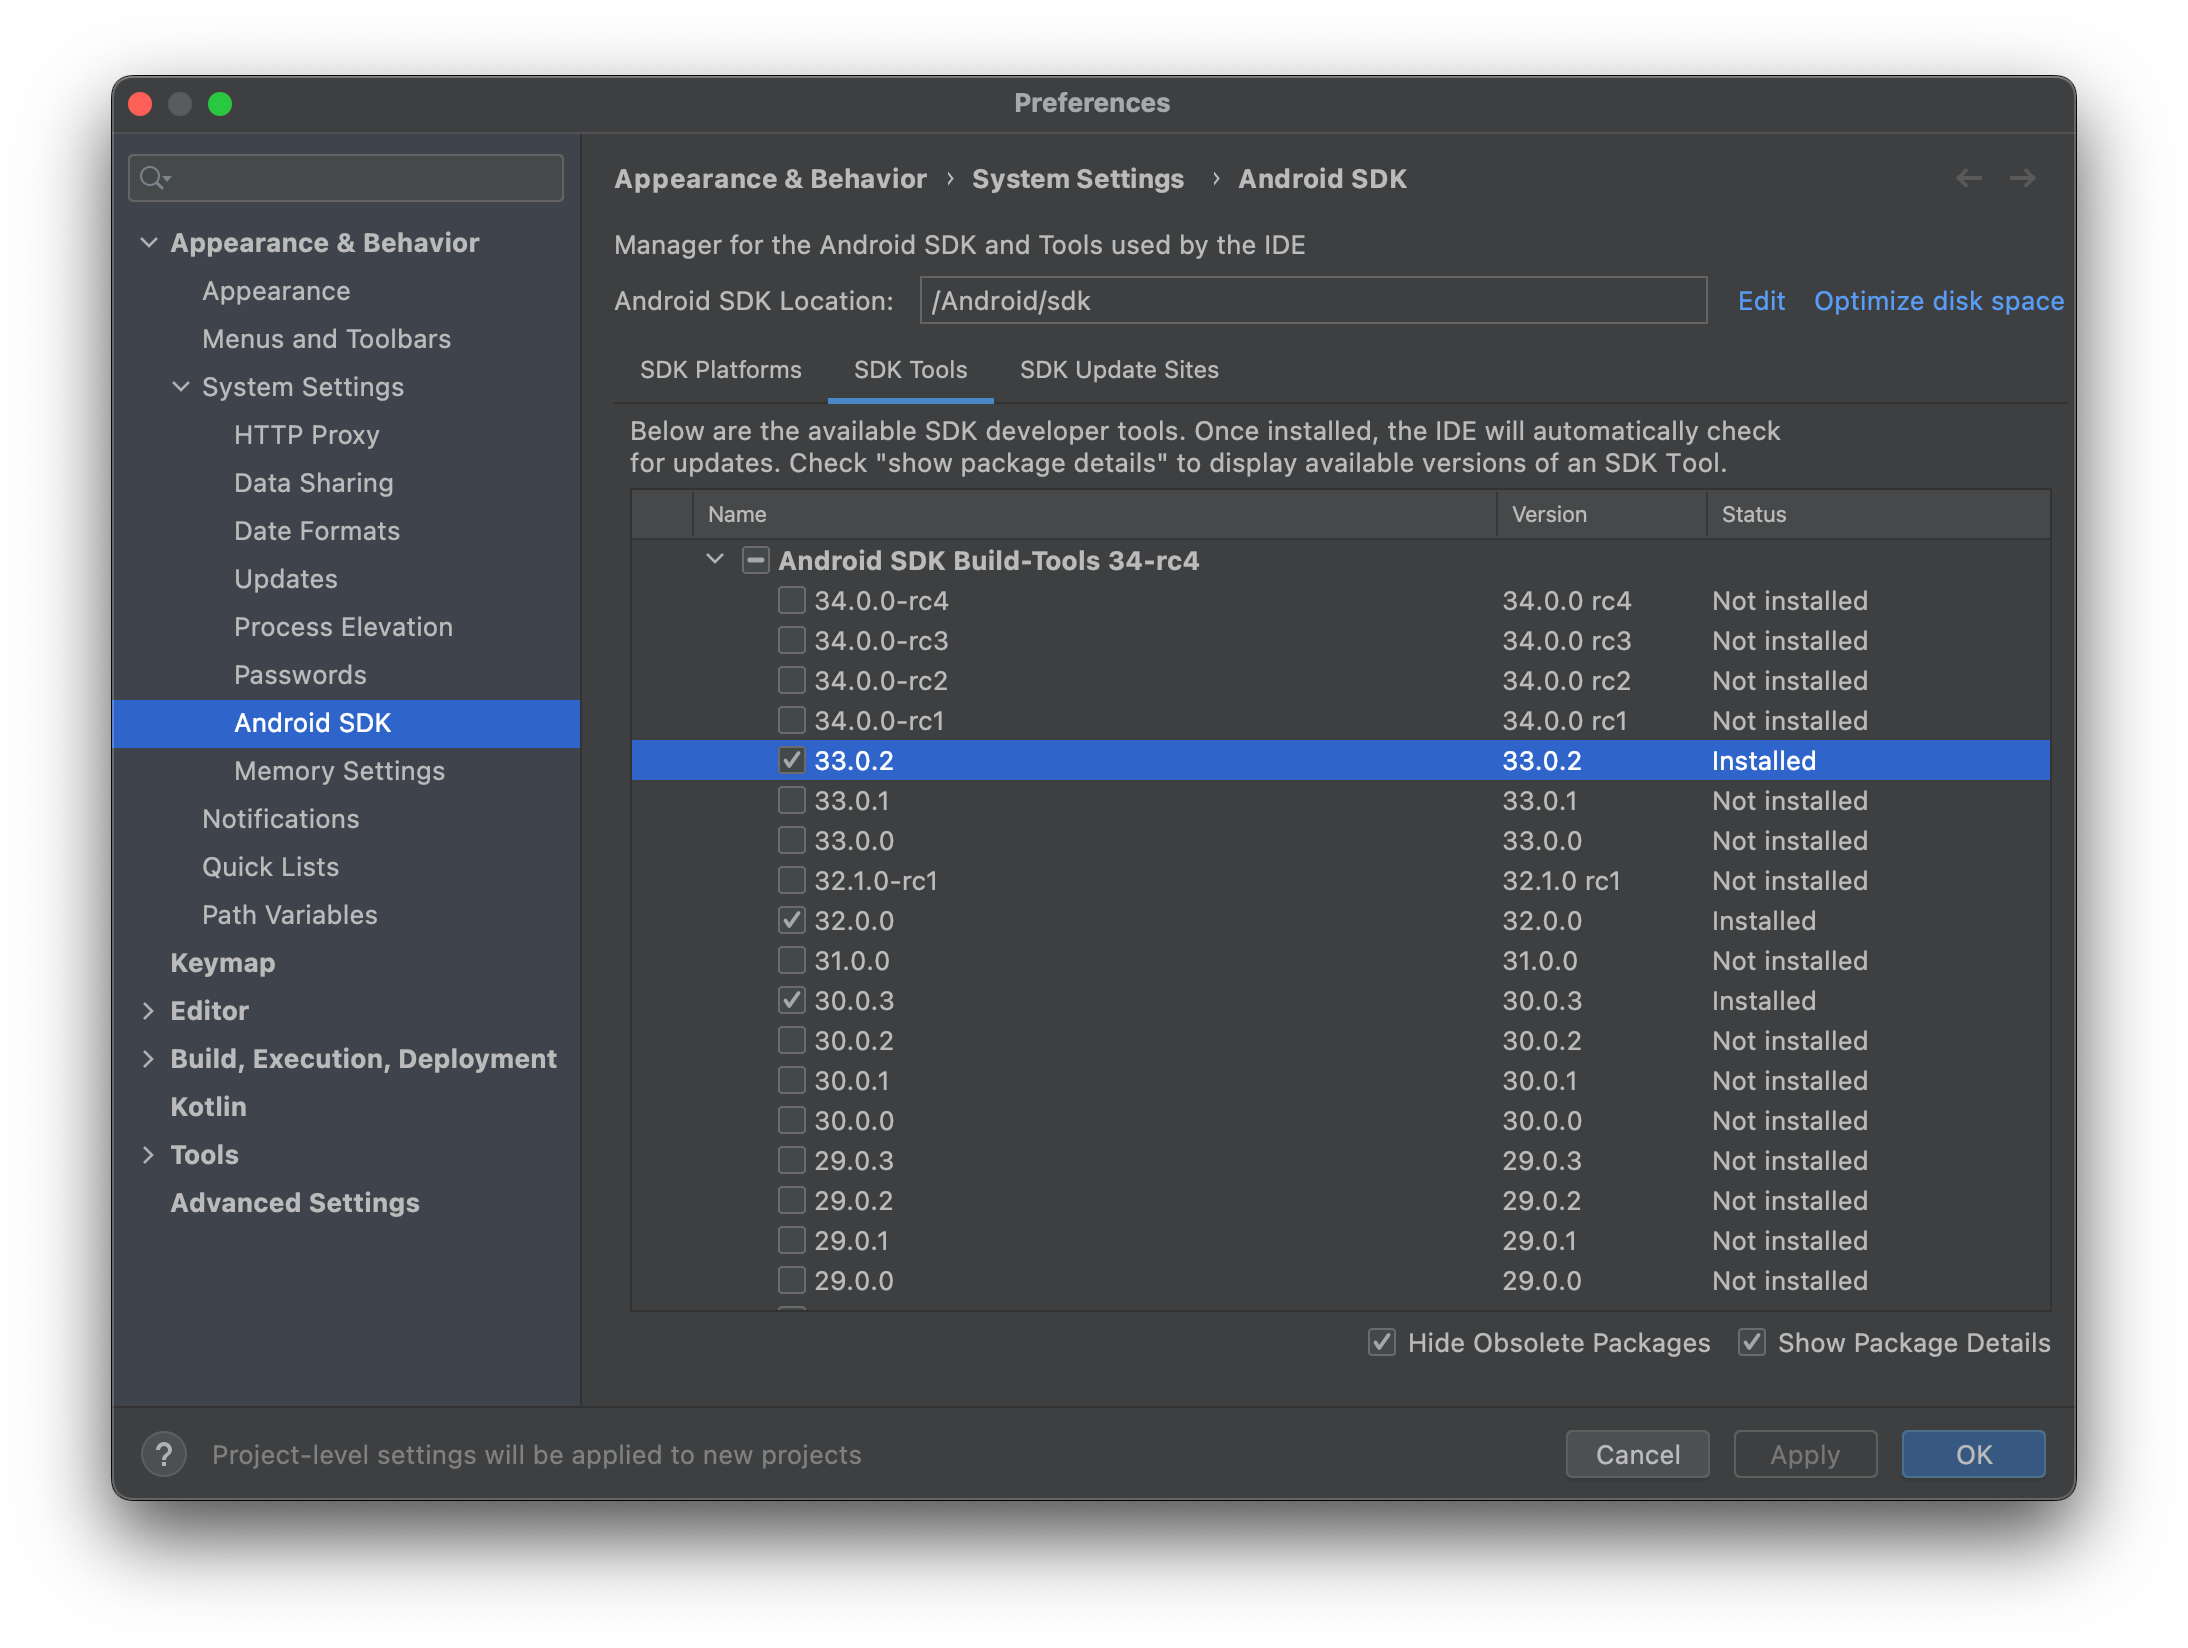 Preferences
Appearance & Behavior
Appearance
Menus and Toolbars
System Settings
HTTP Proxy
Data Sharing
Date Formats
Updates
Process Elevation
Passwords
Android SDK
Memory Settings
Notifications
Quick Lists
Path Variables
Keymap
Editor
Build, Execution, Deployment
Kotlin
Tools
Advanced Settings
Appearance & Behavior › System Settings › Android SDK
Manager for the Android SDK and Tools used by the IDE
Android SDK Location: /Android/sdk Edit Optimize disk space
SDK Platforms SDK Tools SDK Update Sites
Below are the available SDK developer tools. Once installed, the IDE will automatically check
for updates. Check "show package details" to display available versions of an SDK Tool.
Name Version Status
Android SDK Build-Tools 34-rc4
34.0.0-rc4 34.0.0 rc4 Not installed
34.0.0-rc3 34.0.0 rc3 Not installed
34.0.0-rc2 34.0.0 rc2 Not installed
34.0.0-rc1 34.0.0 rc1 Not installed
33.0.2 33.0.2 Installed
33.0.1 33.0.1 Not installed
33.0.0 33.0.0 Not installed
32.1.0-rc1 32.1.0 rc1 Not installed
32.0.0 32.0.0 Installed
31.0.0 31.0.0 Not installed
30.0.3 30.0.3 Installed
30.0.2 30.0.2 Not installed
30.0.1 30.0.1 Not installed
30.0.0 30.0.0 Not installed
29.0.3 29.0.3 Not installed
29.0.2 29.0.2 Not installed
29.0.1 29.0.1 Not installed
29.0.0 29.0.0 Not installed
Hide Obsolete Packages Show Package Details
? Project-level settings will be applied to new projects
Cancel Apply OK